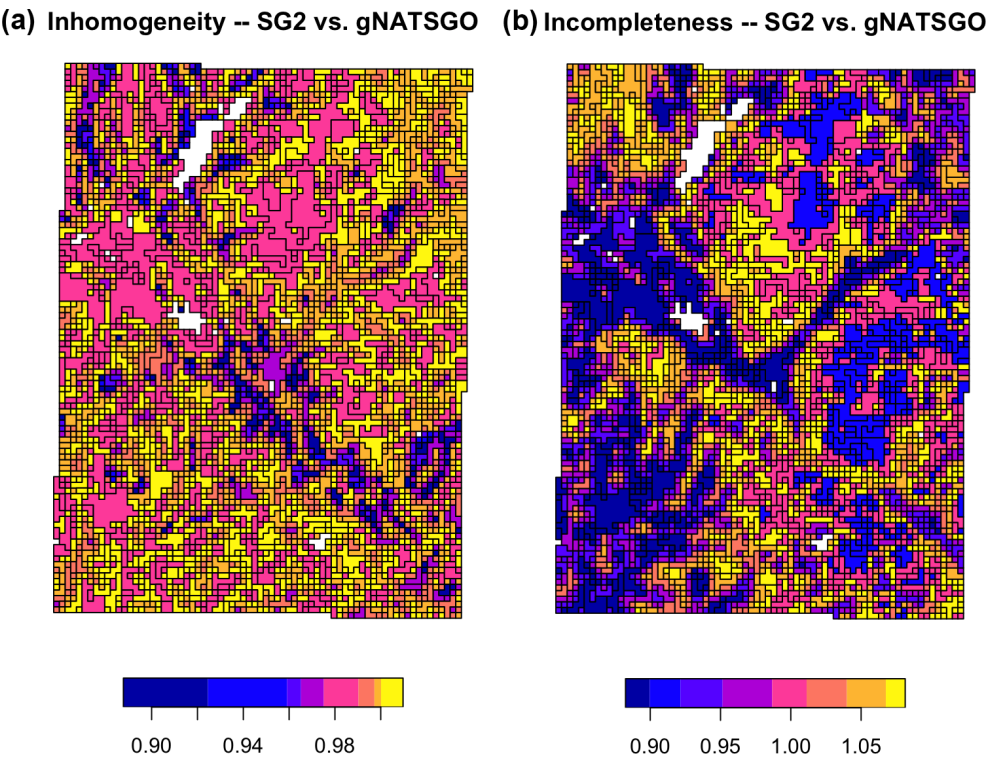 (a) Inhomogeneity -- SG2 vs. gNATSGO
(b) Incompleteness -- SG2 vs. gNATSGO
0.90 0.94 0.98
0.90 0.95 1.00 1.05